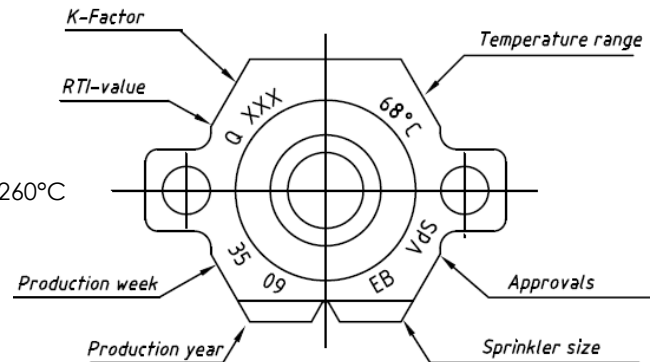 K-Factor
Temperature range
RTI-value
Q XXX
68°C
260°C
35
09
EB
VdS
Production week
Approvals
Production year
Sprinkler size